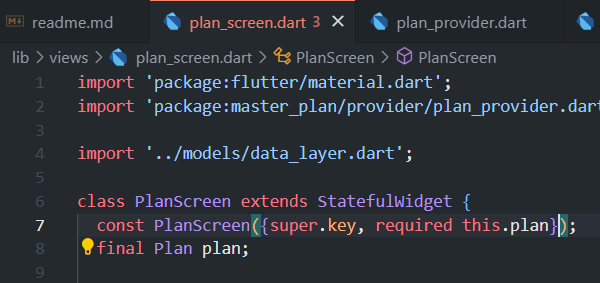 readme.md plan_screen.dart 3 plan_provider.dart
lib > views > plan_screen.dart > PlanScreen > PlanScreen
1 import 'package:flutter/material.dart';
2 import 'package:master_plan/provider/plan_provider.dart
3
4 import '../models/data_layer.dart';
5
6 class PlanScreen extends StatefulWidget {
7 const PlanScreen({super.key, required this.plan});
8 final Plan plan;
9